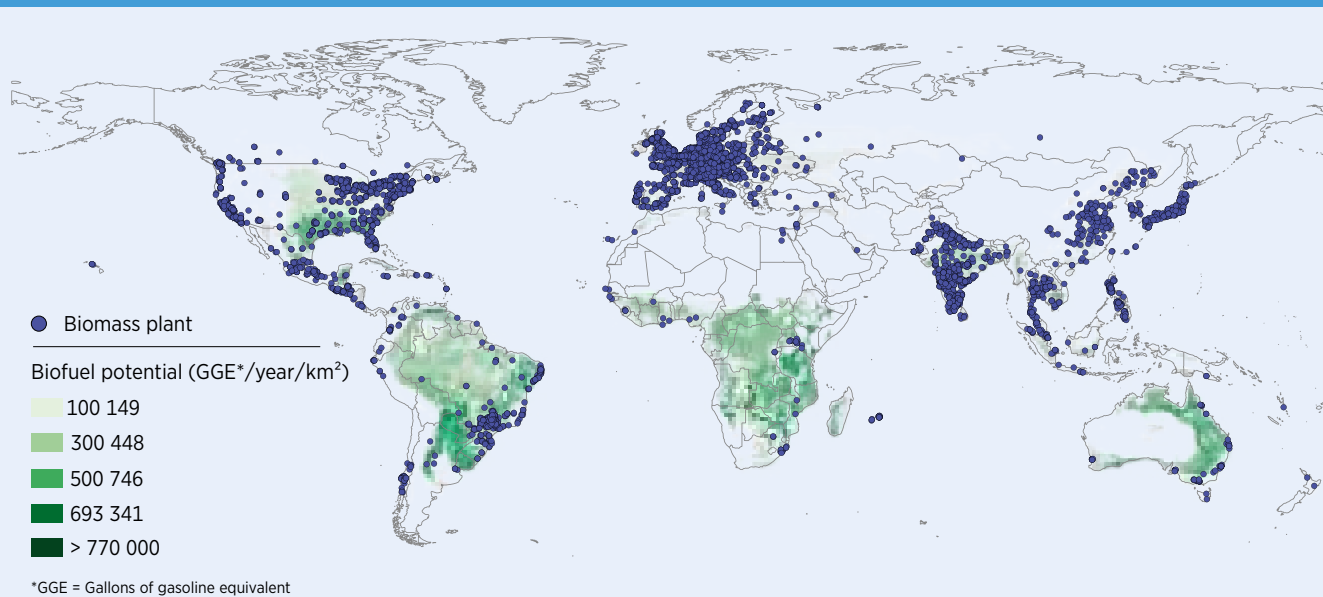 Biomass plant
Biofuel potential (GGE*/year/km²)
100 149
300 448
500 746
693 341
> 770 000
*GGE = Gallons of gasoline equivalent